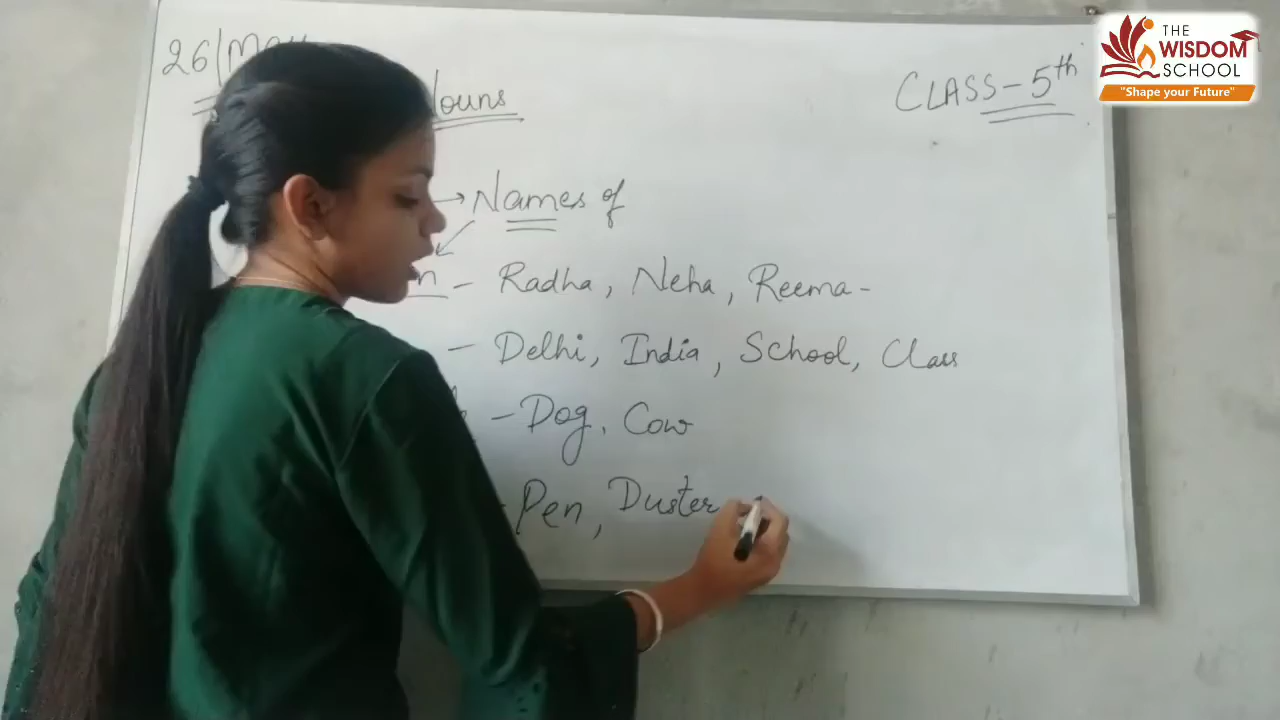 26/May
Nouns
CLASS-5th
THE
WISDOM
SCHOOL
"Shape your Future"
→ Names of
- Radha, Neha, Reema-
- Delhi, India, School, Class
- Dog, Cow
- Pen, Duster